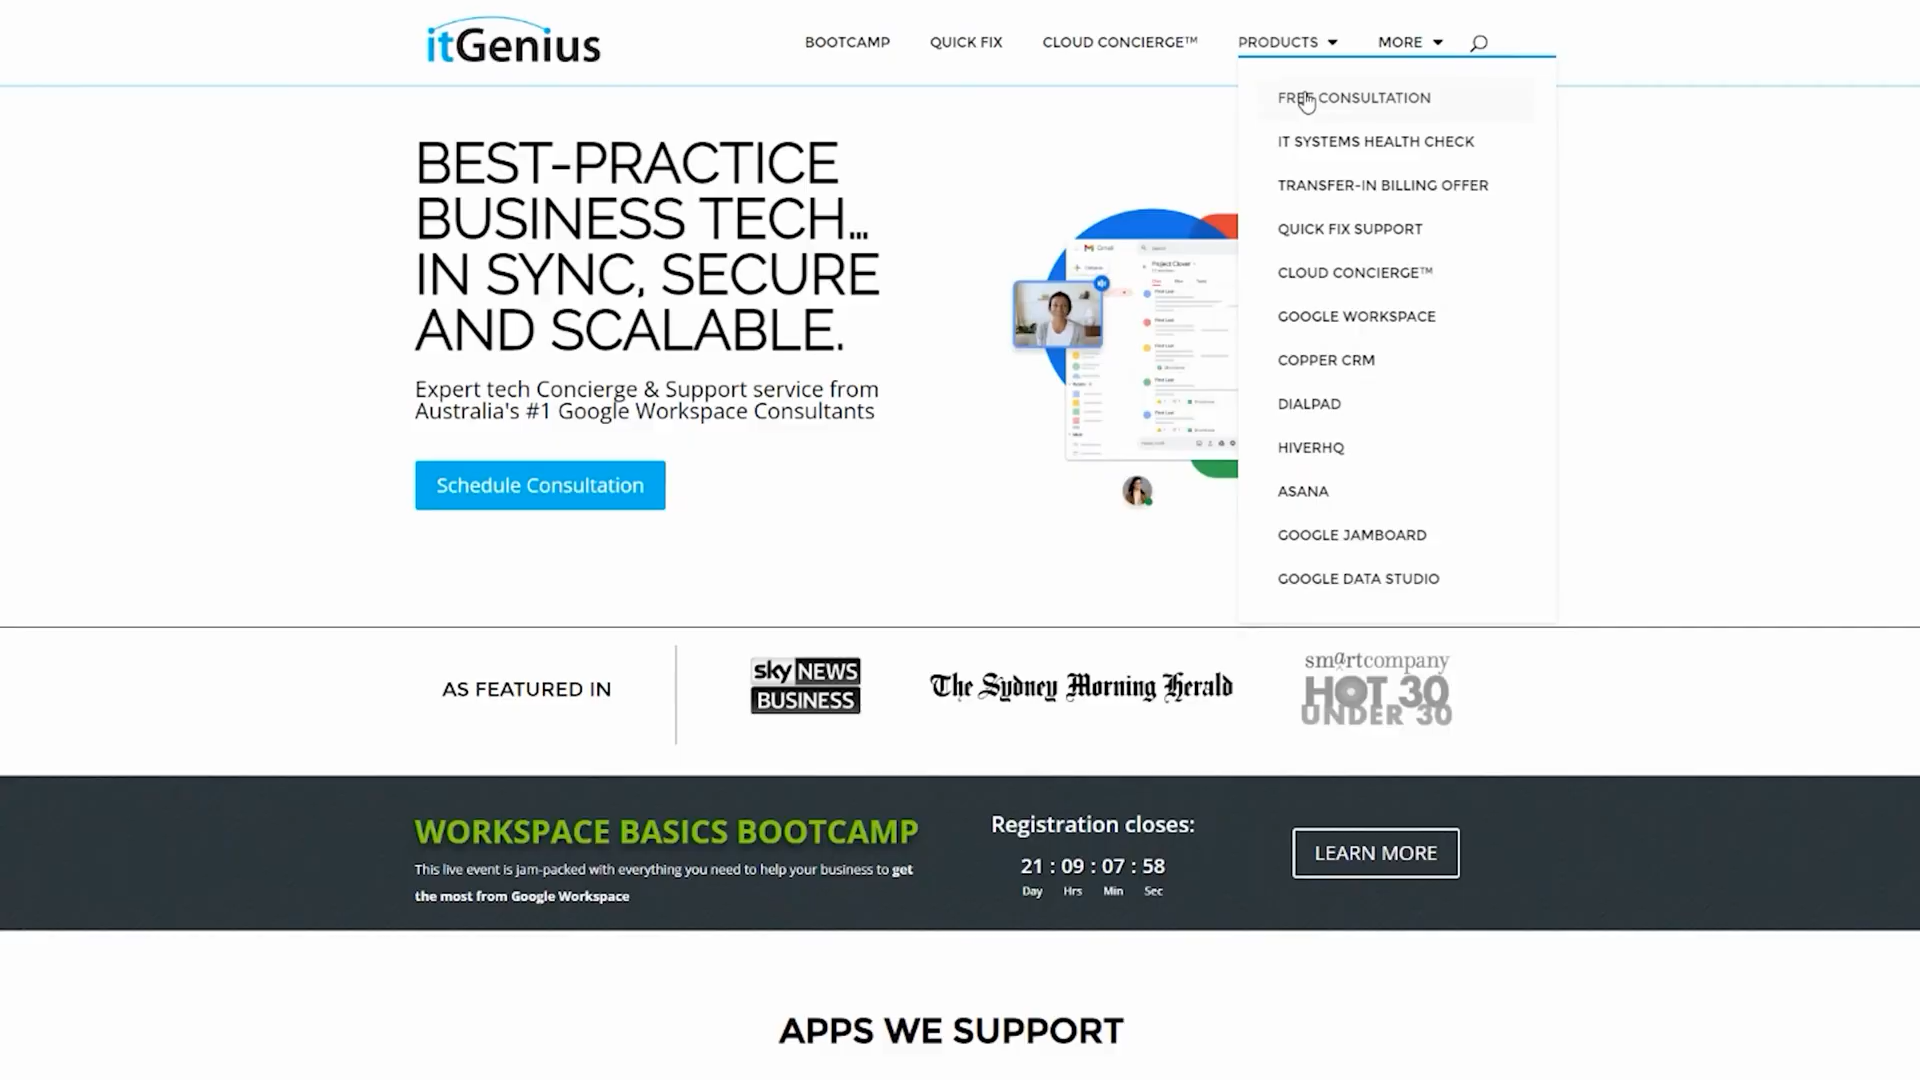 itGenius
BOOTCAMP
QUICK FIX
CLOUD CONCIERGE™
PRODUCTS
MORE
FREE CONSULTATION
IT SYSTEMS HEALTH CHECK
TRANSFER-IN BILLING OFFER
QUICK FIX SUPPORT
CLOUD CONCIERGE™
GOOGLE WORKSPACE
COPPER CRM
DIALPAD
HIVERHQ
ASANA
GOOGLE JAMBOARD
GOOGLE DATA STUDIO
BEST-PRACTICE
BUSINESS TECH...
IN SYNC, SECURE
AND SCALABLE.
Expert tech Concierge & Support service from
Australia's #1 Google Workspace Consultants
Schedule Consultation
Gmail
Project Clover
AS FEATURED IN
sky NEWS
BUSINESS
The Sydney Morning Herald
smartcompany
HOT 30
UNDER 30
WORKSPACE BASICS BOOTCAMP
This live event is jam-packed with everything you need to help your business to get
the most from Google Workspace
Registration closes:
21 : 09 : 07 : 58
Day Hrs Min Sec
LEARN MORE
APPS WE SUPPORT